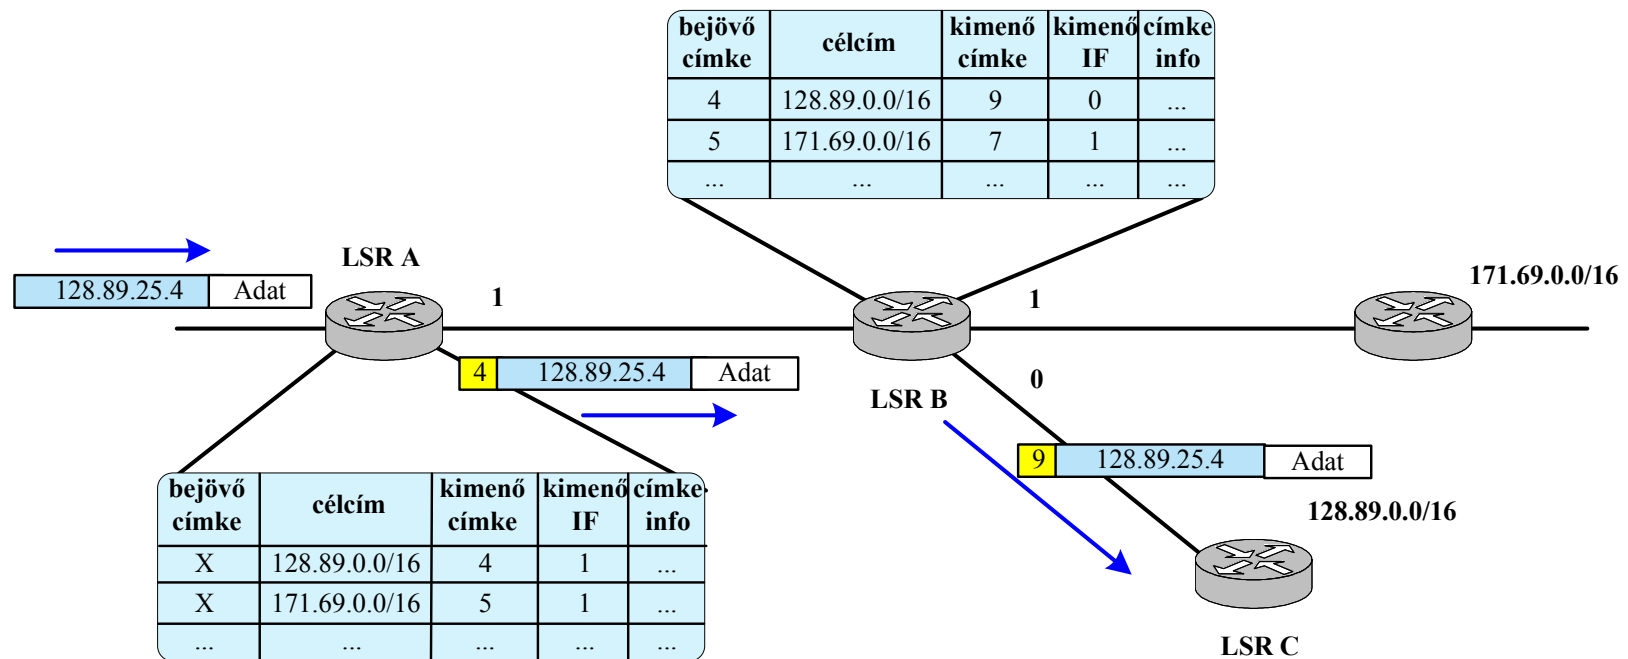 bejövő címke célcím kimenő címke kimenő IF címke info
4 128.89.0.0/16 9 0 ...
5 171.69.0.0/16 7 1 ...
... ... ... ... ...
LSR A
128.89.25.4 Adat
1
1
171.69.0.0/16
4 128.89.25.4 Adat
LSR B
0
9 128.89.25.4 Adat
128.89.0.0/16
LSR C
bejövő címke célcím kimenő címke kimenő IF címke info
X 128.89.0.0/16 4 1 ...
X 171.69.0.0/16 5 1 ...
... ... ... ... ...